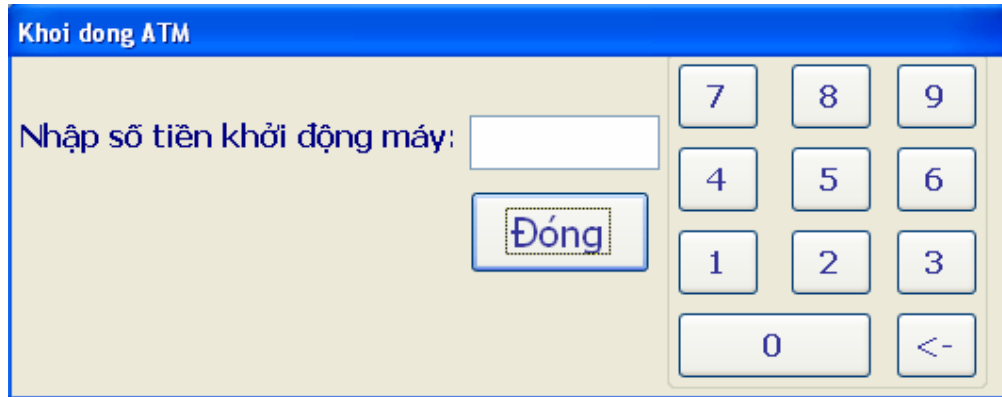 Khoi dong ATM
Nhập số tiền khởi động máy:
Đóng
7 8 9
4 5 6
1 2 3
0 <-